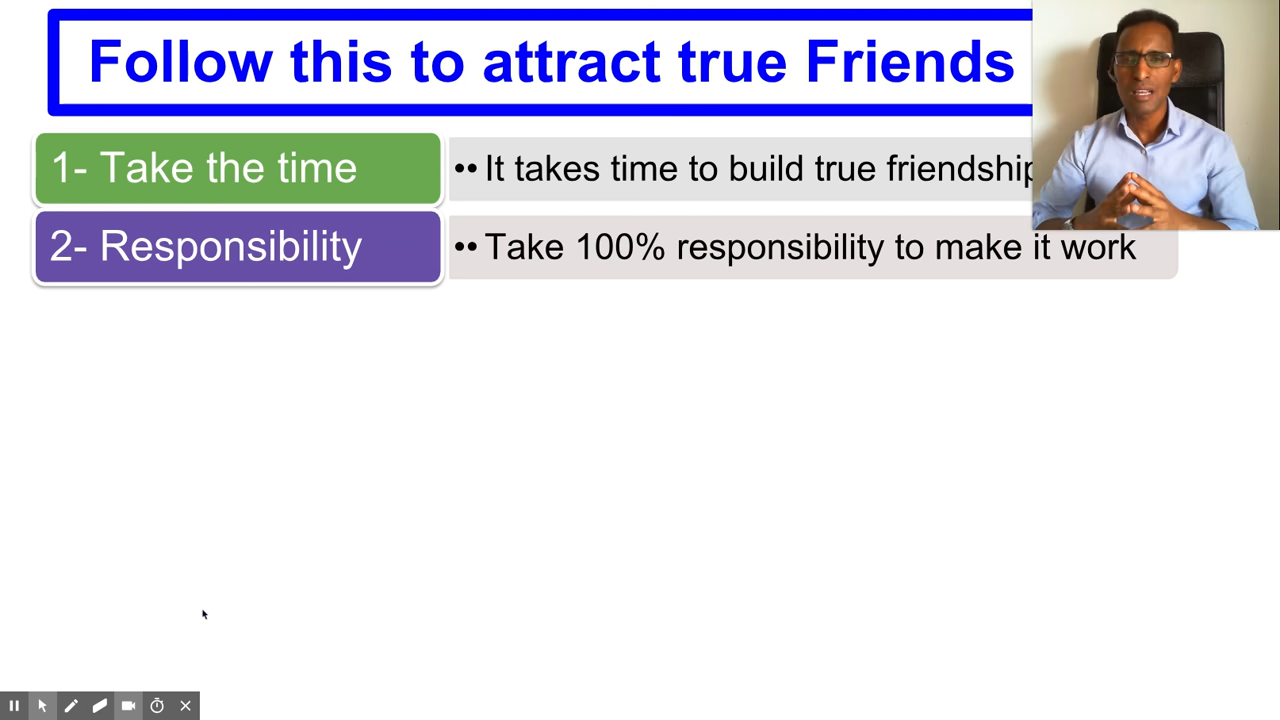 Follow this to attract true Friends
1- Take the time
•• It takes time to build true friendship
2- Responsibility
•• Take 100% responsibility to make it work